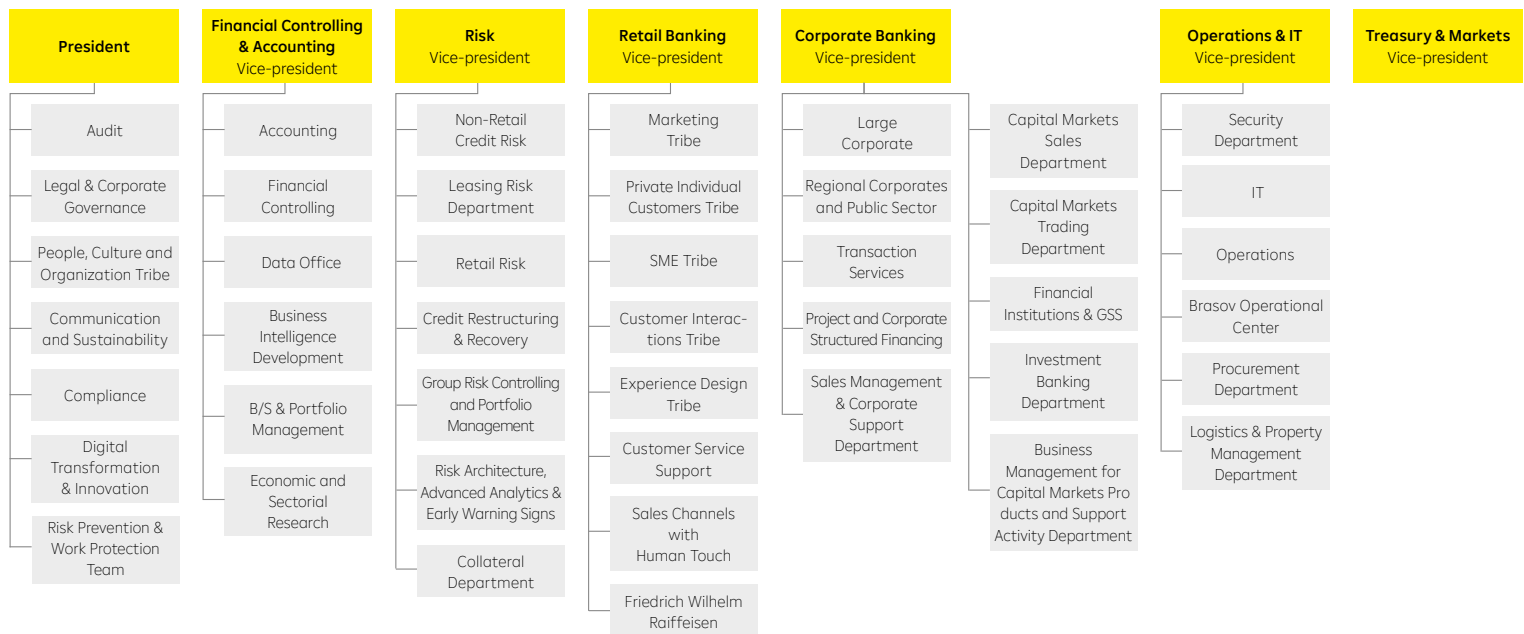 President
Audit
Legal & Corporate
Governance
People, Culture and
Organization Tribe
Communication
and Sustainability
Compliance
Digital
Transformation
& Innovation
Risk Prevention &
Work Protection
Team
Financial Controlling
& Accounting
Vice-president
Accounting
Financial
Controlling
Data Office
Business
Intelligence
Development
B/S & Portfolio
Management
Economic and
Sectorial
Research
Risk
Vice-president
Non-Retail
Credit Risk
Leasing Risk
Department
Retail Risk
Credit Restructuring
& Recovery
Group Risk Controlling
and Portfolio
Management
Risk Architecture,
Advanced Analytics &
Early Warning Signs
Collateral
Department
Retail Banking
Vice-president
Marketing
Tribe
Private Individual
Customers Tribe
SME Tribe
Customer Interac-
tions Tribe
Experience Design
Tribe
Customer Service
Support
Sales Channels
with
Human Touch
Friedrich Wilhelm
Raiffeisen
Corporate Banking
Vice-president
Large
Corporate
Regional Corporates
and Public Sector
Transaction
Services
Project and Corporate
Structured Financing
Sales Management
& Corporate
Support
Department
Capital Markets
Sales
Department
Capital Markets
Trading
Department
Financial
Institutions & GSS
Investment
Banking
Department
Business
Management for
Capital Markets Pro
ducts and Support
Activity Department
Operations & IT
Vice-president
Security
Department
IT
Operations
Brasov Operational
Center
Procurement
Department
Logistics & Property
Management
Department
Treasury & Markets
Vice-president